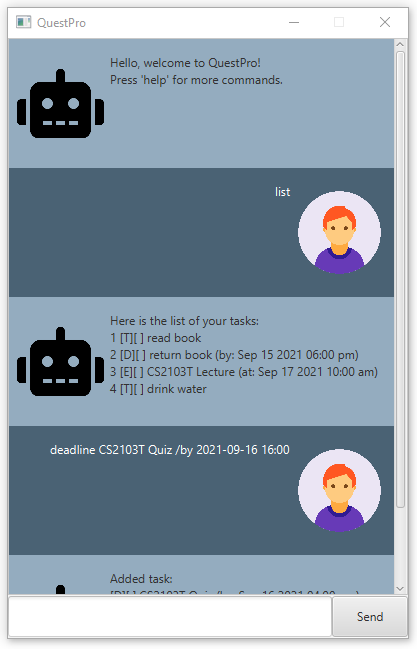 QuestPro
Hello, welcome to QuestPro!
Press 'help' for more commands.
list
Here is the list of your tasks:
1 [T][ ] read book
2 [D][ ] return book (by: Sep 15 2021 06:00 pm)
3 [E][ ] CS2103T Lecture (at: Sep 17 2021 10:00 am)
4 [T][ ] drink water
deadline CS2103T Quiz /by 2021-09-16 16:00
Added task:
Send